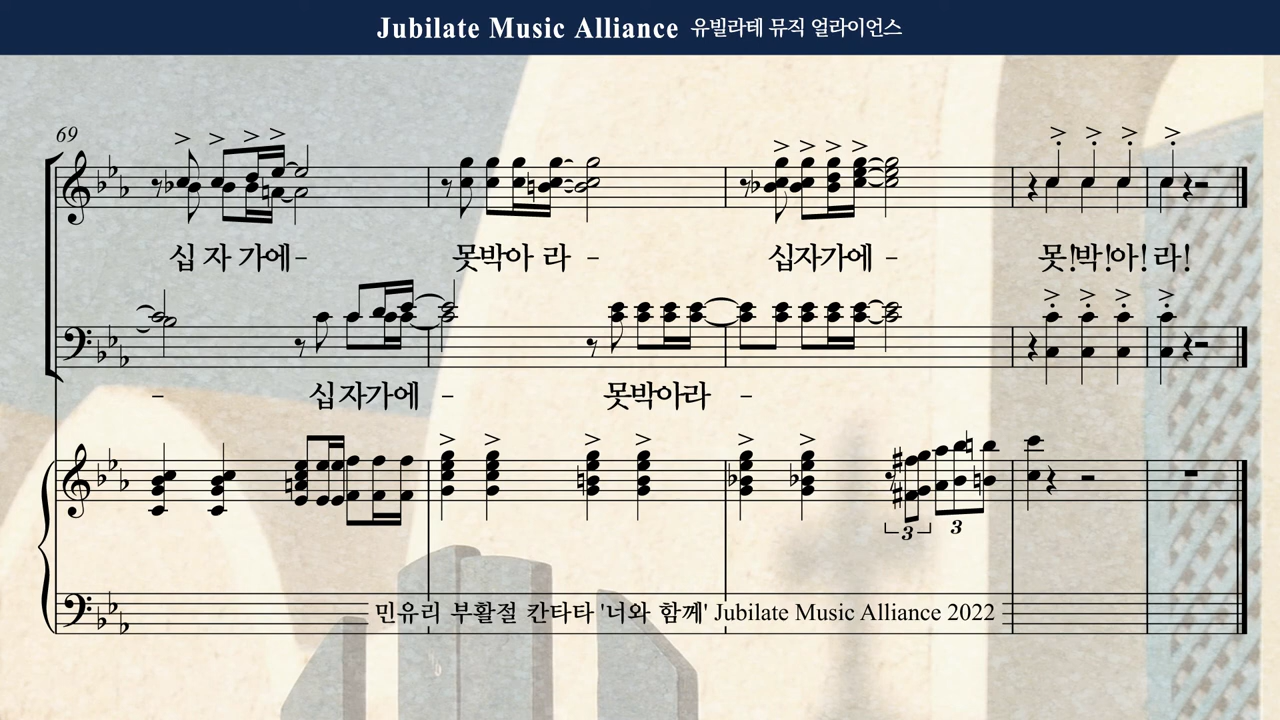 Jubilate Music Alliance 유빌라테 뮤직 얼라이언스
69
십 자 가에- 못박아 라 - 십자가에 - 못!박!아! 라!
- 십자가에 - 못박아라 -
3 3
민유리 부활절 칸타타 '너와 함께' Jubilate Music Alliance 2022